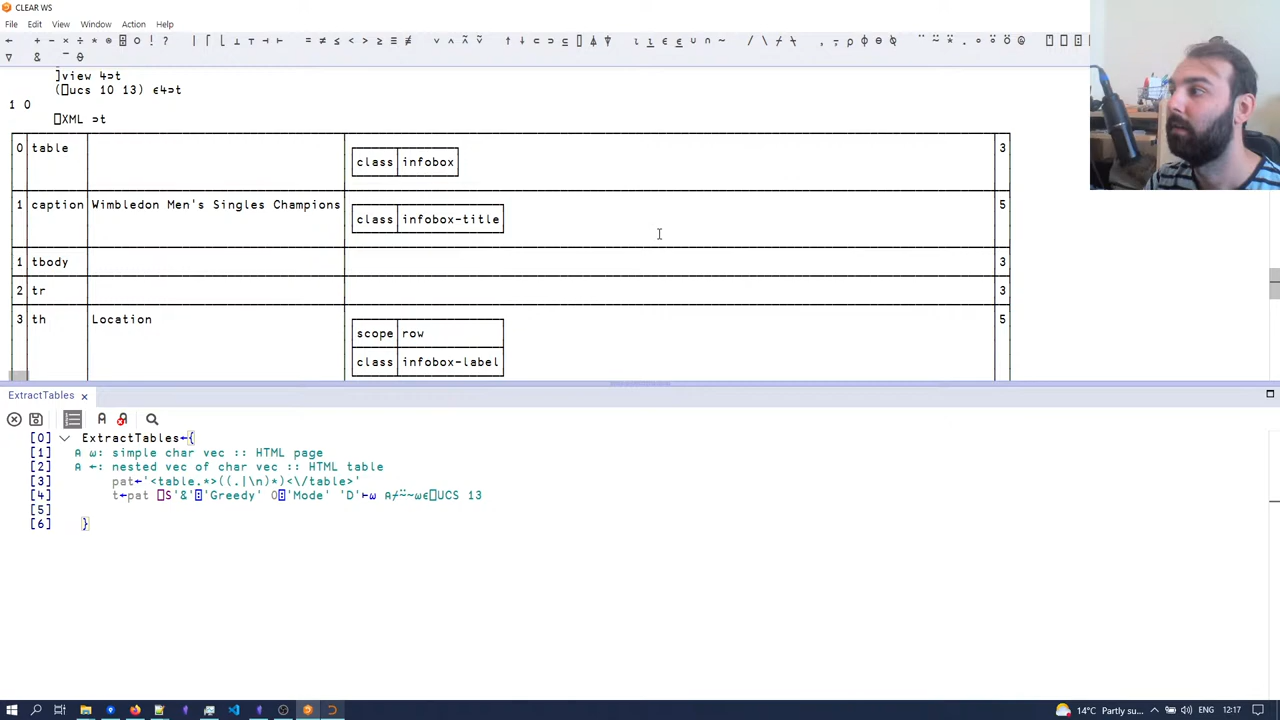 CLEAR WS
File Edit View Window Action Help
← + - × ÷ * ⍟ ⌹ ○ ! ? | ⌈ ⌊ ⊥ ⊤ ⊣ ⊢ = ≠ ≤ < > ≥ ≡ ≢ ∨ ∧ ⍲ ⍱ ↑ ↓ ⊂ ⊃ ⊆ ⌷ ⍋ ⍒ ⍳ ⍸ ∊ ⍷ ∪ ∩ ~ / \ ⌿ ⍀ , ⍪ ⍴ ⌽ ⊖ ⍉ ¨ ⍨ ⍣ . ∘ ⍤ ⍥ @
∇ & ¯ ⍬
]view 4⊃t
(⎕ucs 10 13) ∊4⊃t
1 0
⎕XML ⊃t
0 table class infobox 3
1 caption Wimbledon Men's Singles Champions class infobox-title 5
1 tbody 3
2 tr 3
3 th Location scope row 5
class infobox-label
ExtractTables ×
[0] ExtractTables←{
[1] ⍝ ⍵: simple char vec :: HTML page
[2] ⍝ ←: nested vec of char vec :: HTML table
[3] pat←'<table.*>((.|\n)*)<\/table>'
[4] t←pat ⎕S'&'⍠'Greedy' 0⍠'Mode' 'D'⊢⍵ ⍝⌿⍨~⍵∊⎕UCS 13
[5]
[6] }
14°C Partly su... ENG 12:17